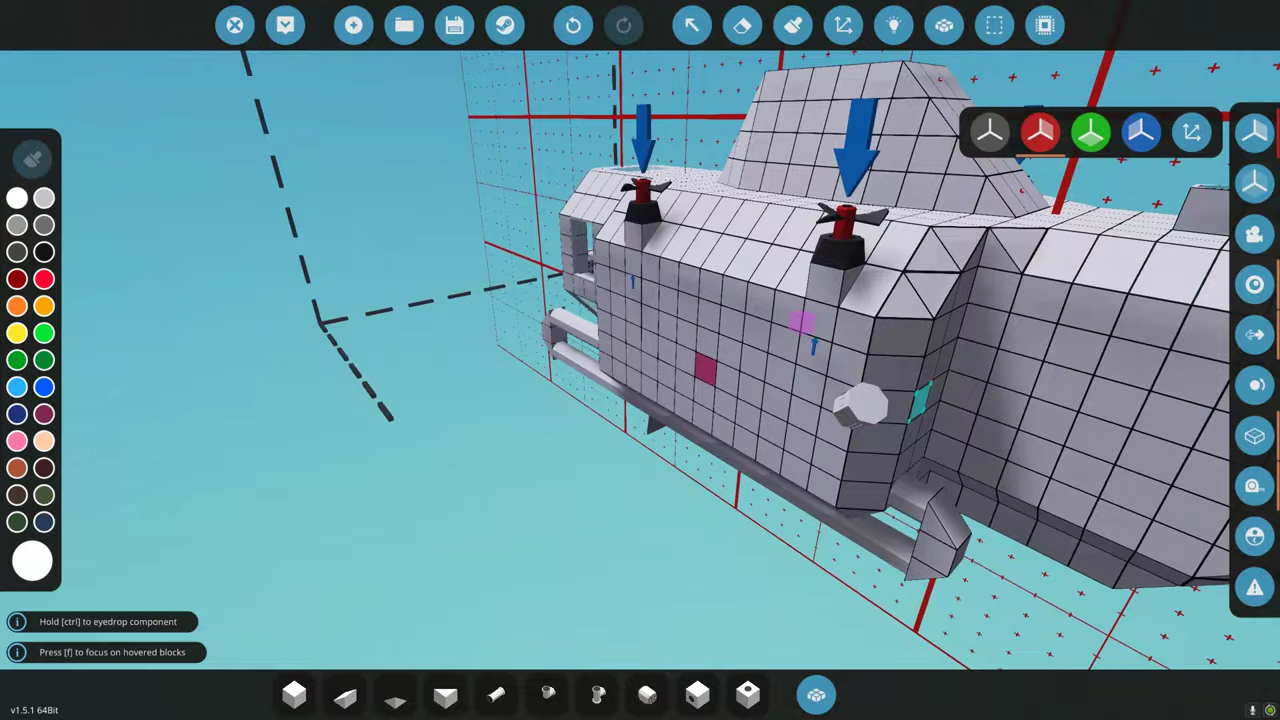 Hold [ctrl] to eyedrop component
Press [f] to focus on hovered blocks
v1.5.1 64Bit